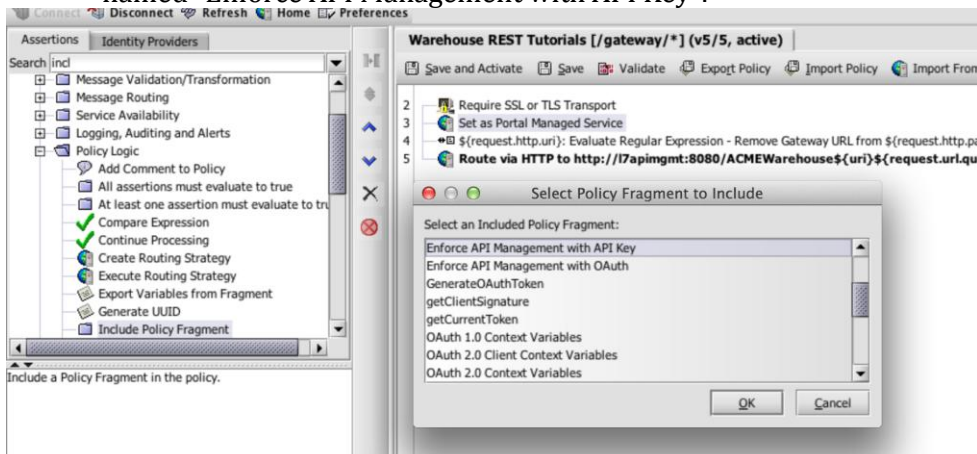 named "Enforce API Management with API Key".
Connect Disconnect Refresh Home Preferences
Assertions Identity Providers
Search incl
Message Validation/Transformation
Message Routing
Service Availability
Logging, Auditing and Alerts
Policy Logic
Add Comment to Policy
All assertions must evaluate to true
At least one assertion must evaluate to tru
Compare Expression
Continue Processing
Create Routing Strategy
Execute Routing Strategy
Export Variables from Fragment
Generate UUID
Include Policy Fragment
Include a Policy Fragment in the policy.
Warehouse REST Tutorials [/gateway/*] (v5/5, active)
Save and Activate Save Validate Export Policy Import Policy Import From
2 Require SSL or TLS Transport
3 Set as Portal Managed Service
4 ${request.http.uri}: Evaluate Regular Expression - Remove Gateway URL from ${request.http.pa
5 Route via HTTP to http://l7apimgmt:8080/ACMEWarehouse${uri}${request.url.qu
Select Policy Fragment to Include
Select an Included Policy Fragment:
Enforce API Management with API Key
Enforce API Management with OAuth
GenerateOAuthToken
getClientSignature
getCurrentToken
OAuth 1.0 Context Variables
OAuth 2.0 Client Context Variables
OAuth 2.0 Context Variables
OK Cancel